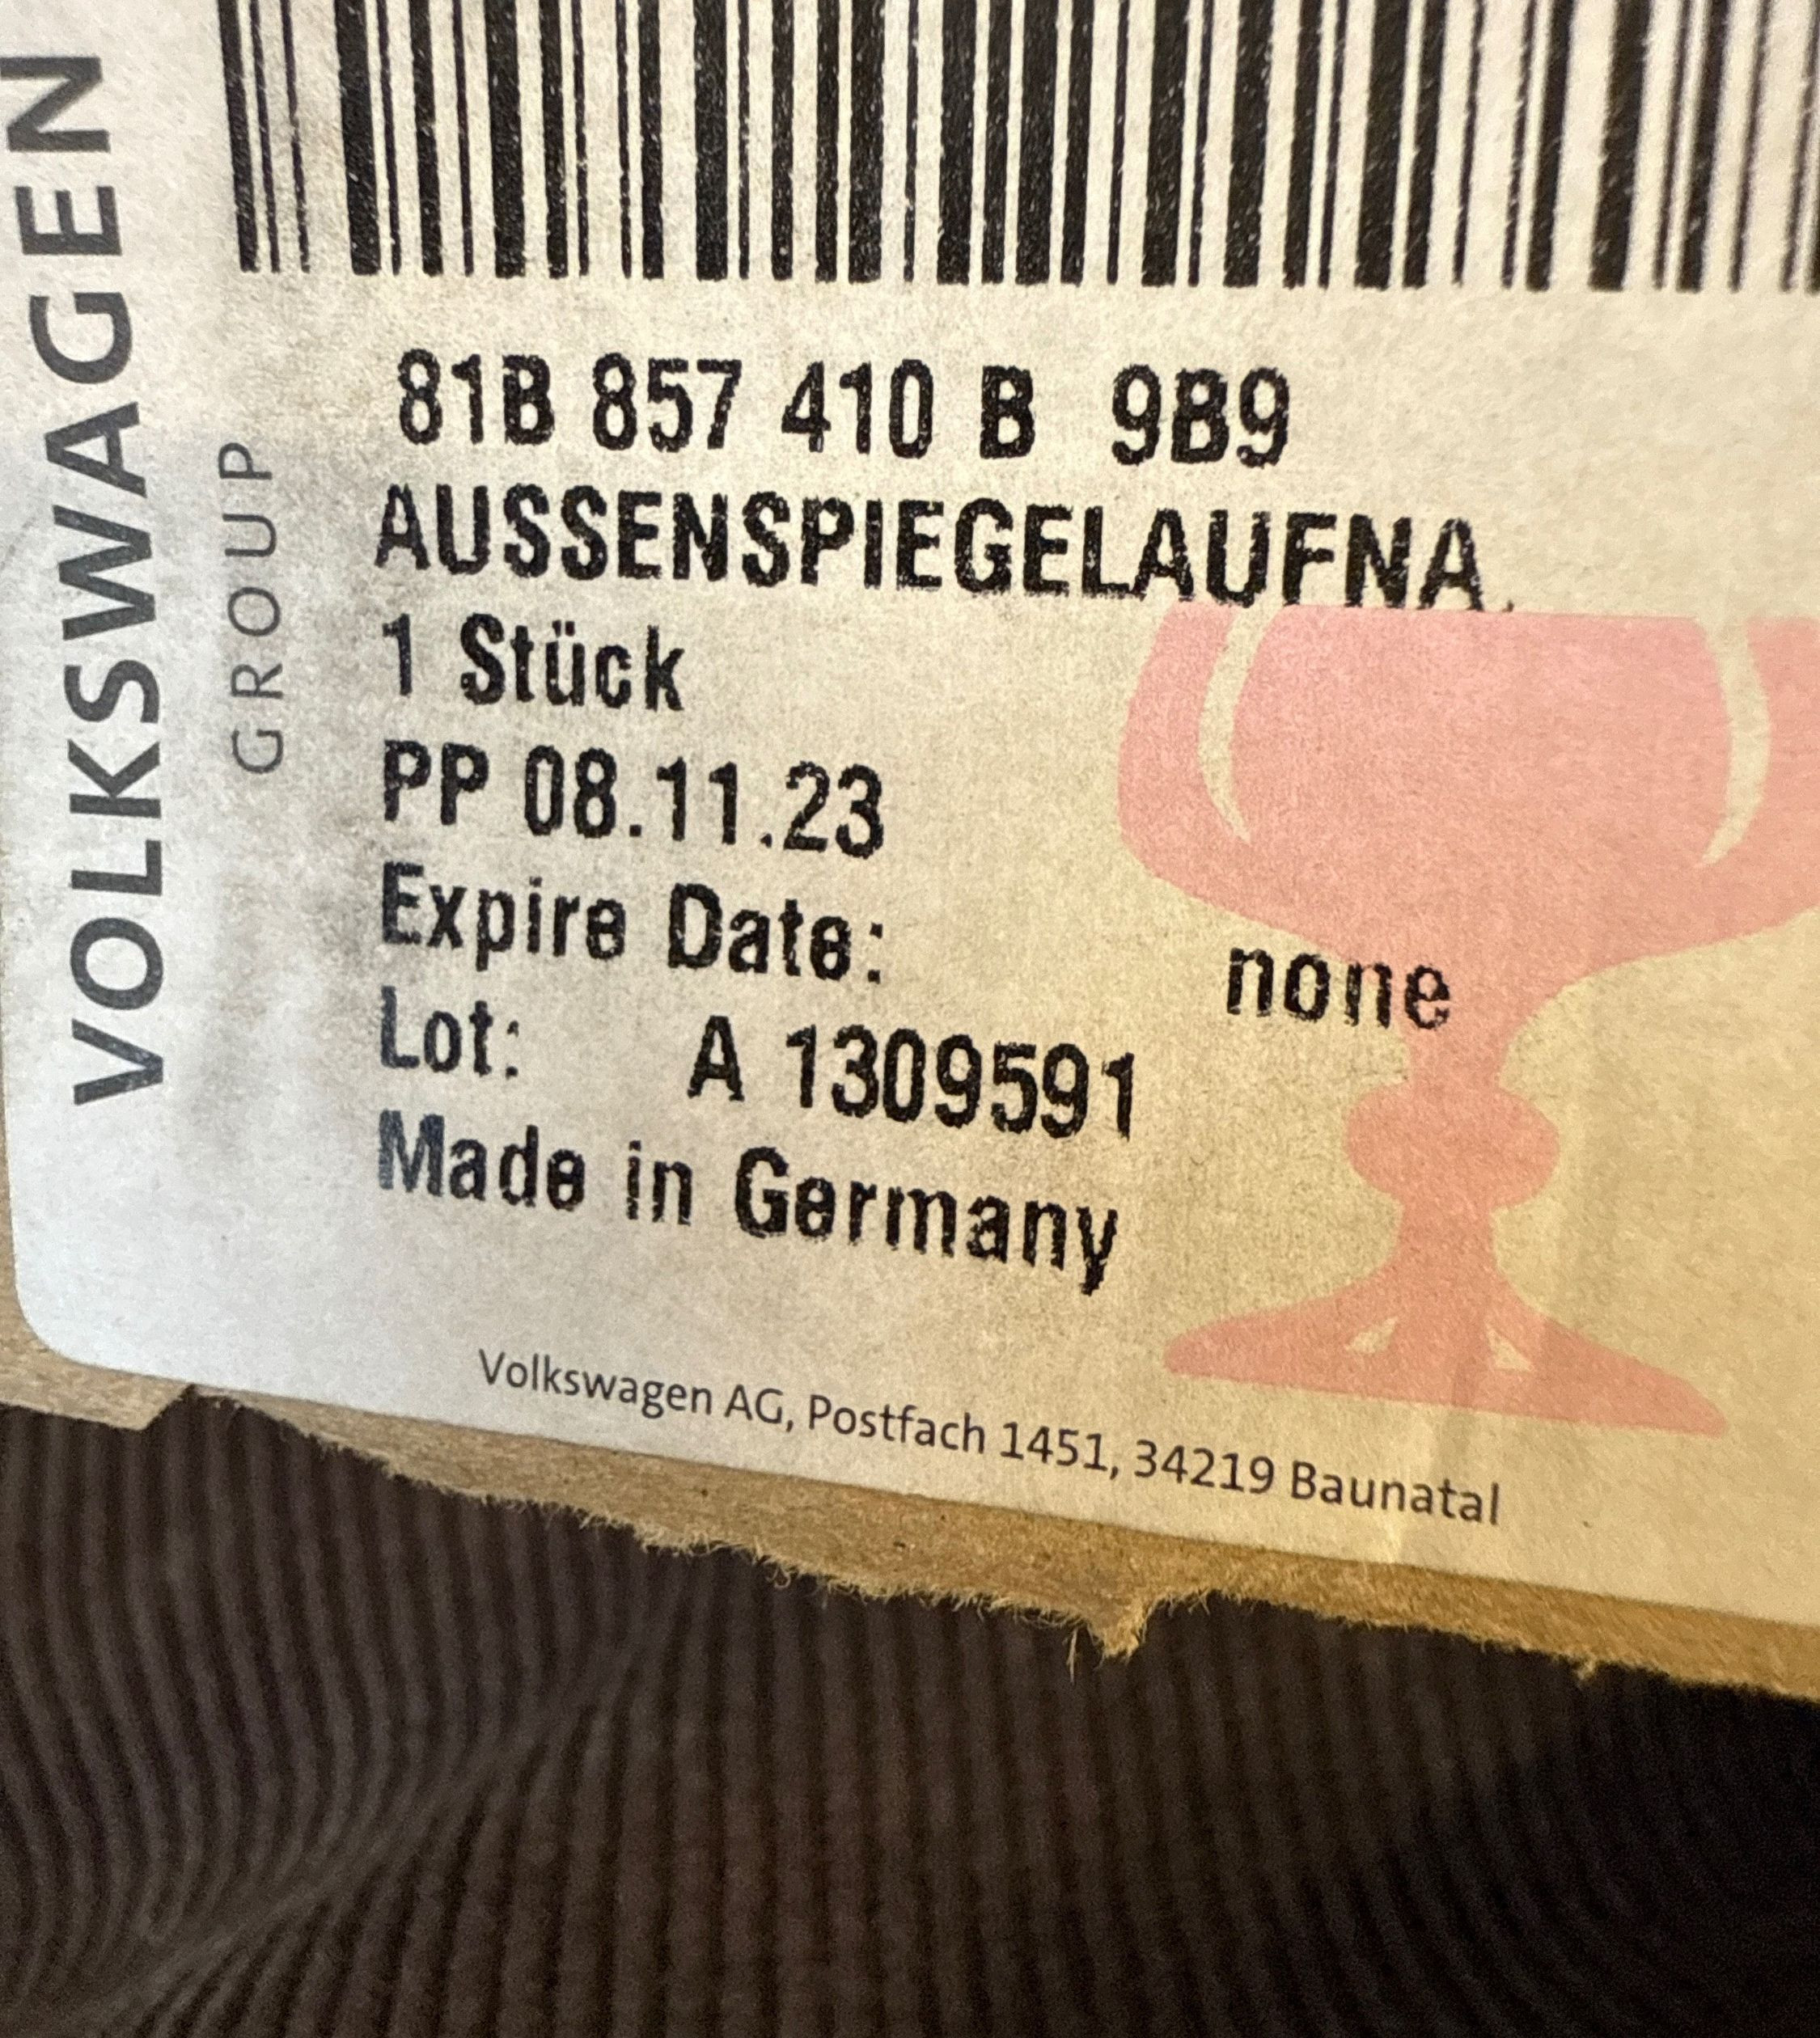 VOLKSWAGEN
GROUP
81B 857 410 B 9B9
AUSSENSPIEGELAUFNA.
1 Stück
PP 08.11.23
Expire Date: none
Lot: A 1309591
Made in Germany
Volkswagen AG, Postfach 1451, 34219 Baunatal